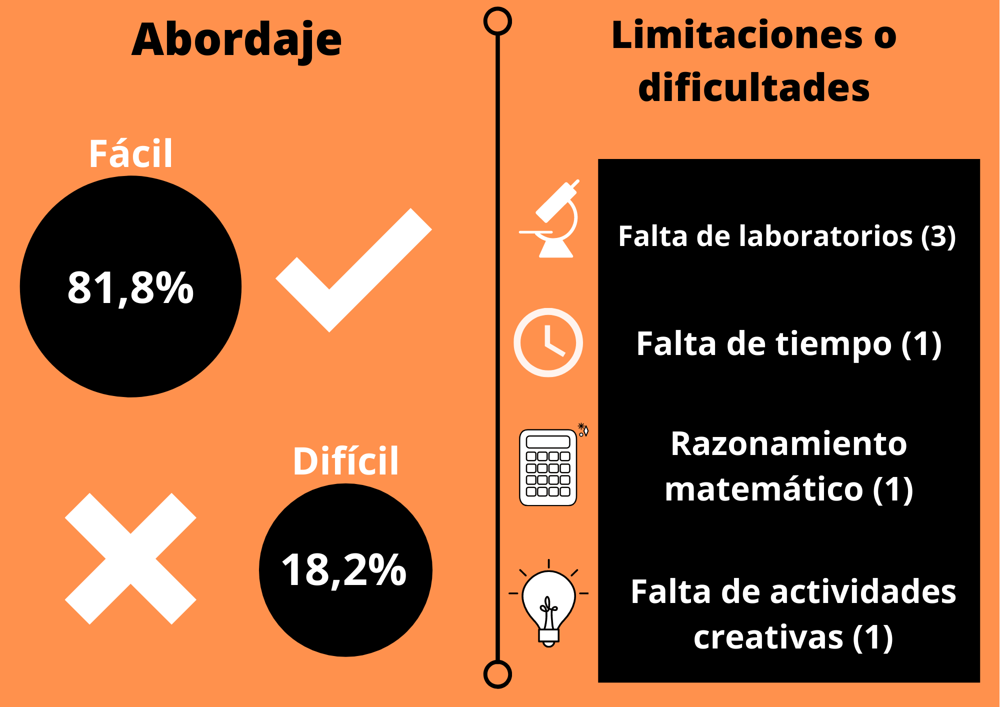 Abordaje
Fácil
81,8%
Difícil
18,2%
Limitaciones o
dificultades
Falta de laboratorios (3)
Falta de tiempo (1)
Razonamiento
matemático (1)
Falta de actividades
creativas (1)